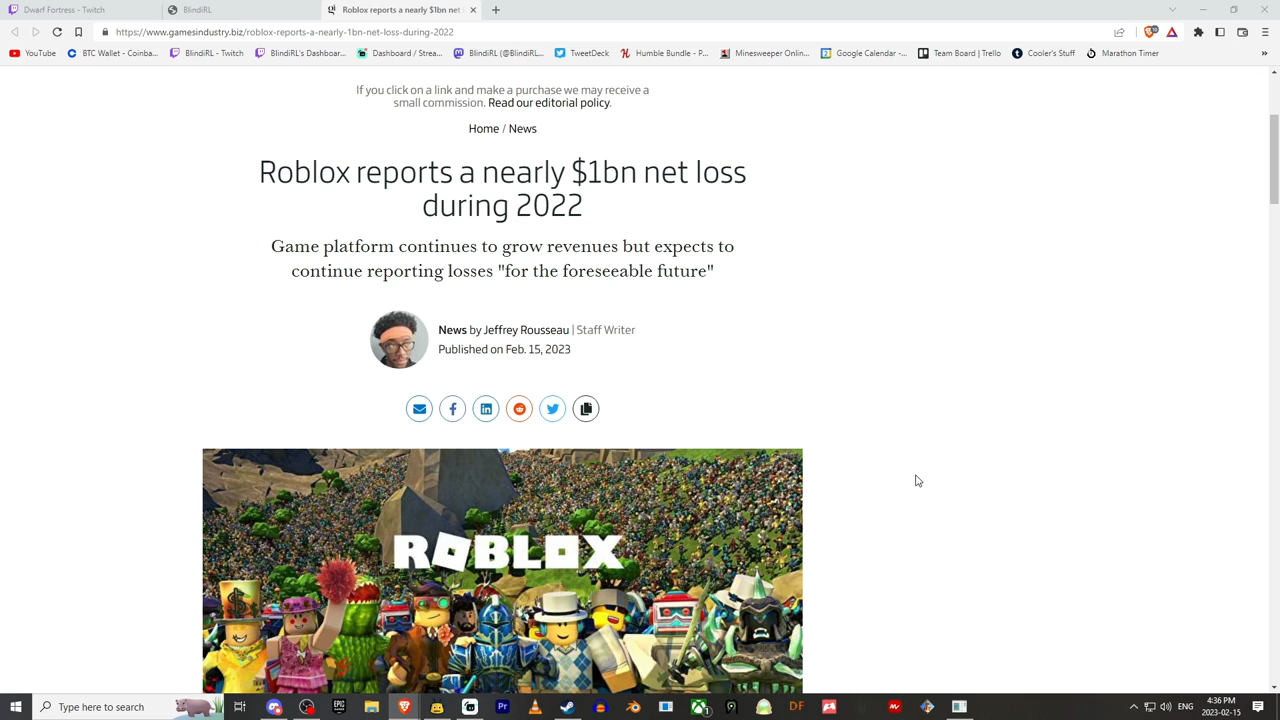 Dwarf Fortress - Twitch
BlindiRL
Roblox reports a nearly $1bn net l
https://www.gamesindustry.biz/roblox-reports-a-nearly-1bn-net-loss-during-2022
YouTube
BTC Wallet - Coinba...
BlindiRL - Twitch
BlindiRL's Dashboar...
Dashboard / Strea...
BlindiRL (@BlindiRL...
TweetDeck
Humble Bundle - P...
Minesweeper Onlin...
Google Calendar -...
Team Board | Trello
Cooler's Stuff
Marathon Timer
If you click on a link and make a purchase we may receive a
small commission. Read our editorial policy.
Home / News
Roblox reports a nearly $1bn net loss
during 2022
Game platform continues to grow revenues but expects to
continue reporting losses "for the foreseeable future"
News by Jeffrey Rousseau | Staff Writer
Published on Feb. 15, 2023
ROBLOX
Type here to search
EPIC
Pr
DF
ENG
4:36 PM
2023-02-15